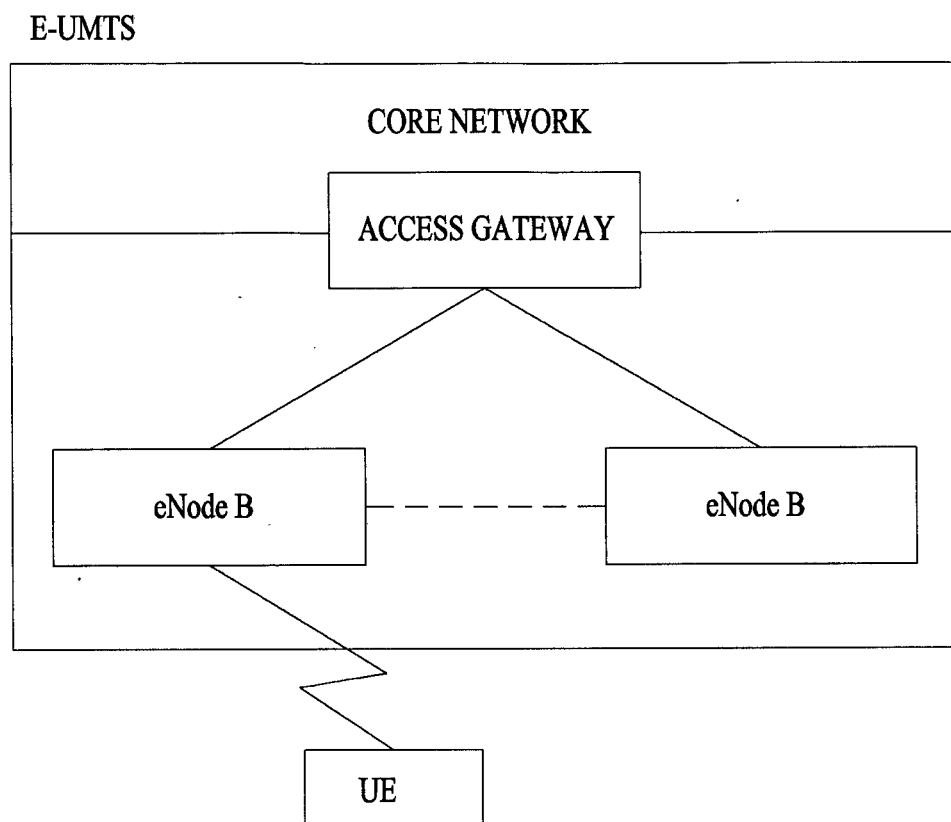 E-UMTS
CORE NETWORK
ACCESS GATEWAY
eNode B
eNode B
UE